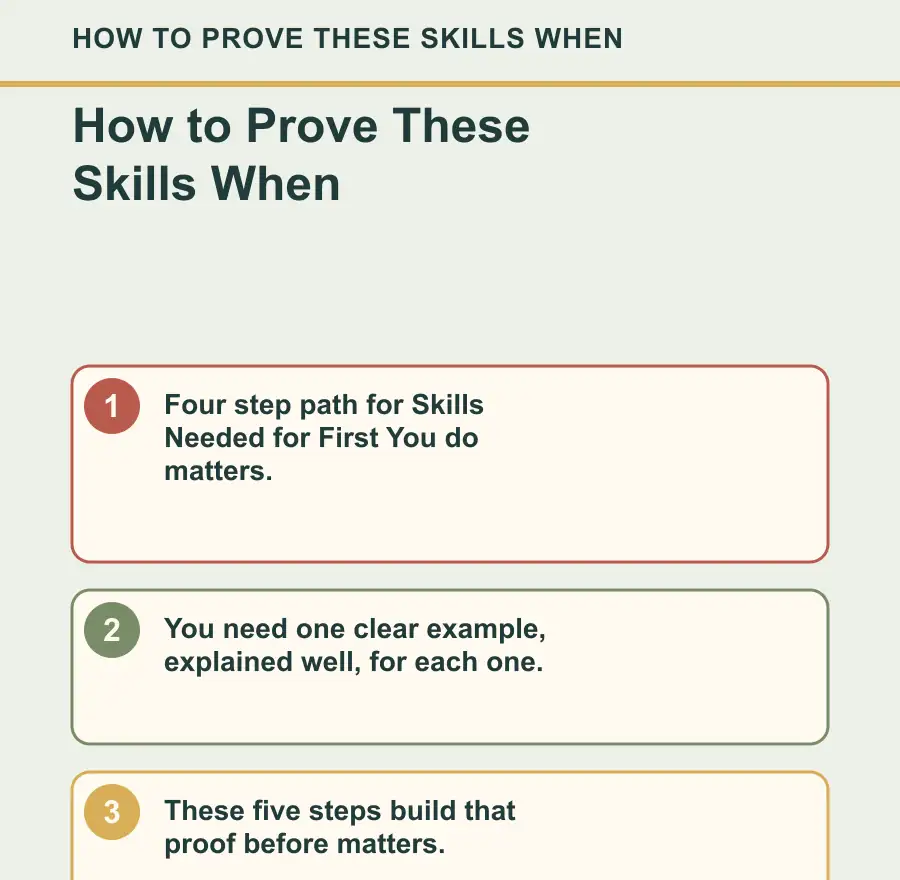 HOW TO PROVE THESE SKILLS WHEN
How to Prove These
Skills When
1
Four step path for Skills
Needed for First You do
matters.
2
You need one clear example,
explained well, for each one.
3
These five steps build that
proof before matters.